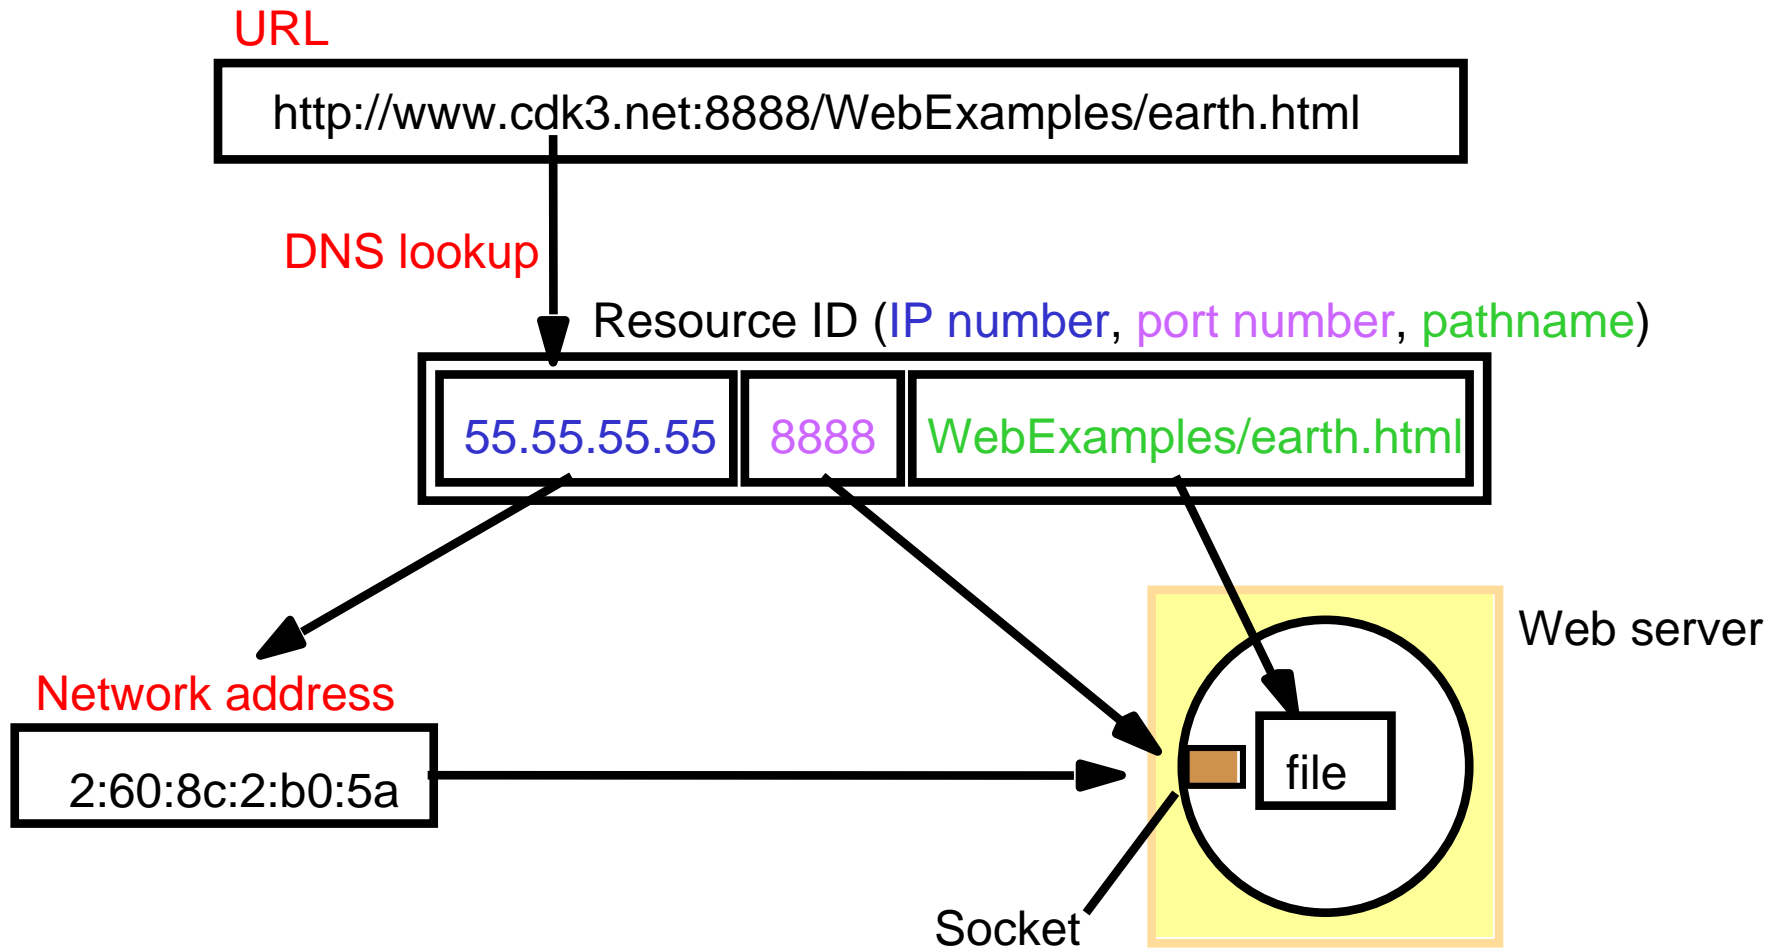 URL
http://www.cdk3.net:8888/WebExamples/earth.html
DNS lookup
Resource ID (IP number, port number, pathname)
55.55.55.55
8888
WebExamples/earth.html
Web server
Network address
2:60:8c:2:b0:5a
file
Socket